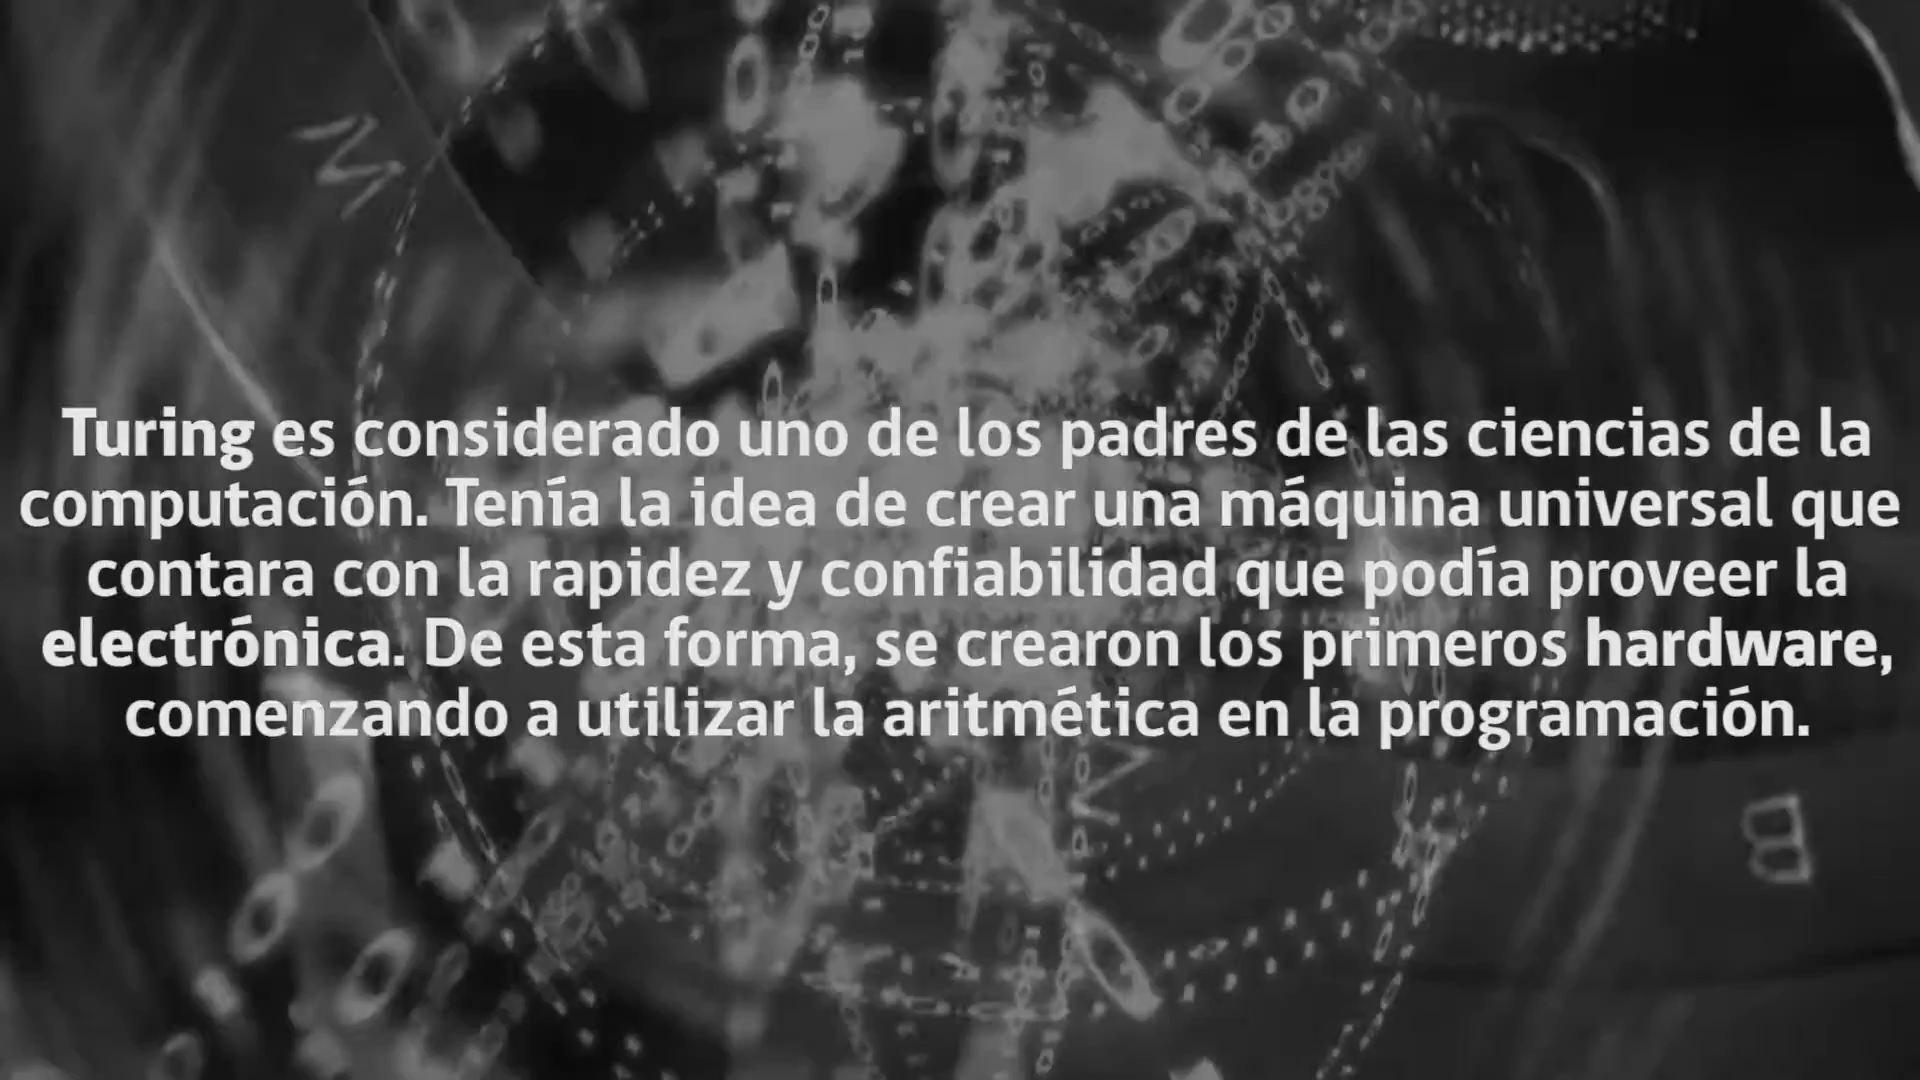 Turing es considerado uno de los padres de las ciencias de la
computación. Tenía la idea de crear una máquina universal que
contara con la rapidez y confiabilidad que podía proveer la
electrónica. De esta forma, se crearon los primeros hardware,
comenzando a utilizar la aritmética en la programación.